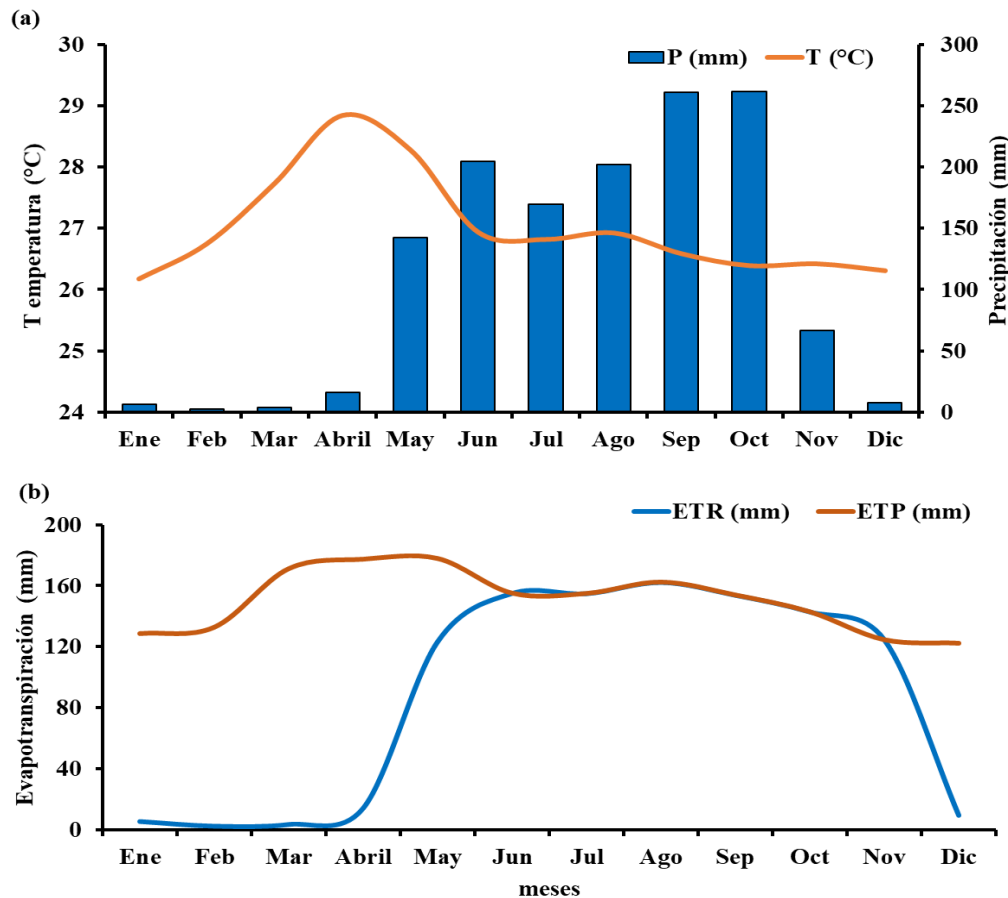 (a)
30 300
P (mm) T (°C)
29 250
28 200
27 150
26 100
25 50
24 0
T emperatura (°C)
Precipitación (mm)
Ene Feb Mar Abril May Jun Jul Ago Sep Oct Nov Dic
(b)
ETR (mm) ETP (mm)
200
160
120
80
40
0
Evapotranspiración (mm)
Ene Feb Mar Abril May Jun Jul Ago Sep Oct Nov Dic
meses